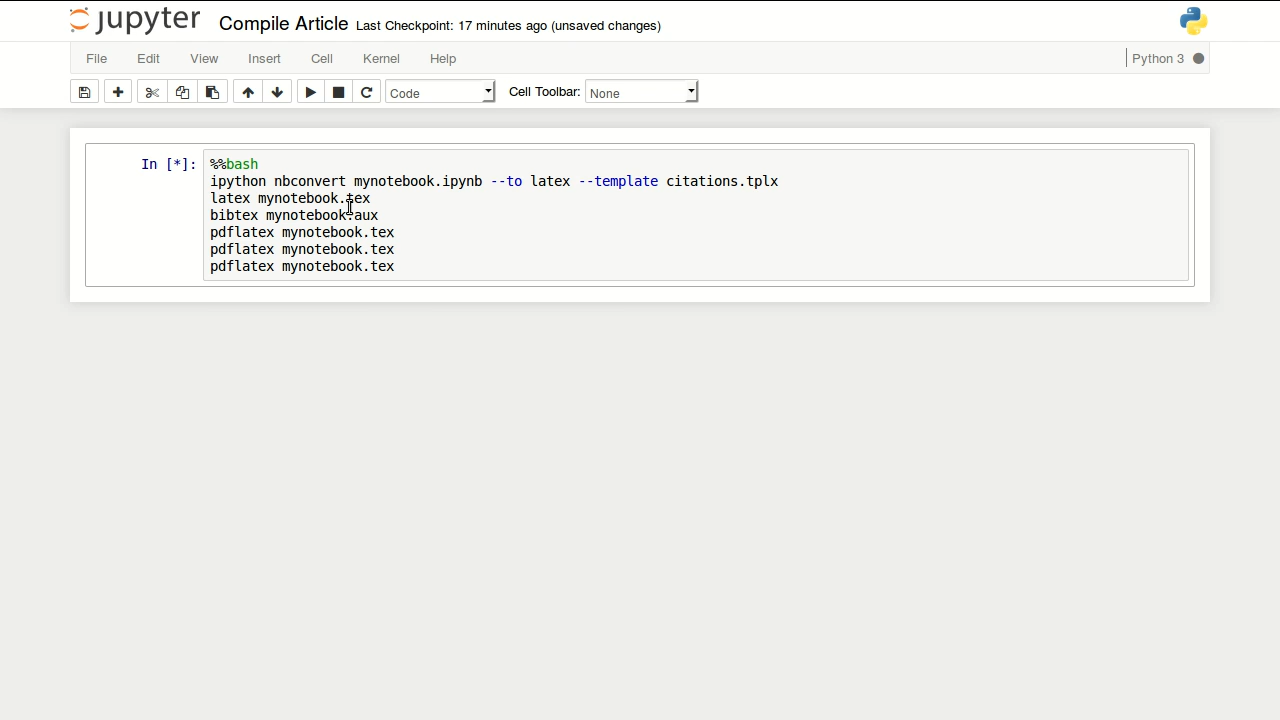 jupyter Compile Article Last Checkpoint: 17 minutes ago (unsaved changes)
File Edit View Insert Cell Kernel Help Python 3
Code Cell Toolbar: None
In [*]: %%bash
ipython nbconvert mynotebook.ipynb --to latex --template citations.tplx
latex mynotebook.tex
bibtex mynotebook.aux
pdflatex mynotebook.tex
pdflatex mynotebook.tex
pdflatex mynotebook.tex